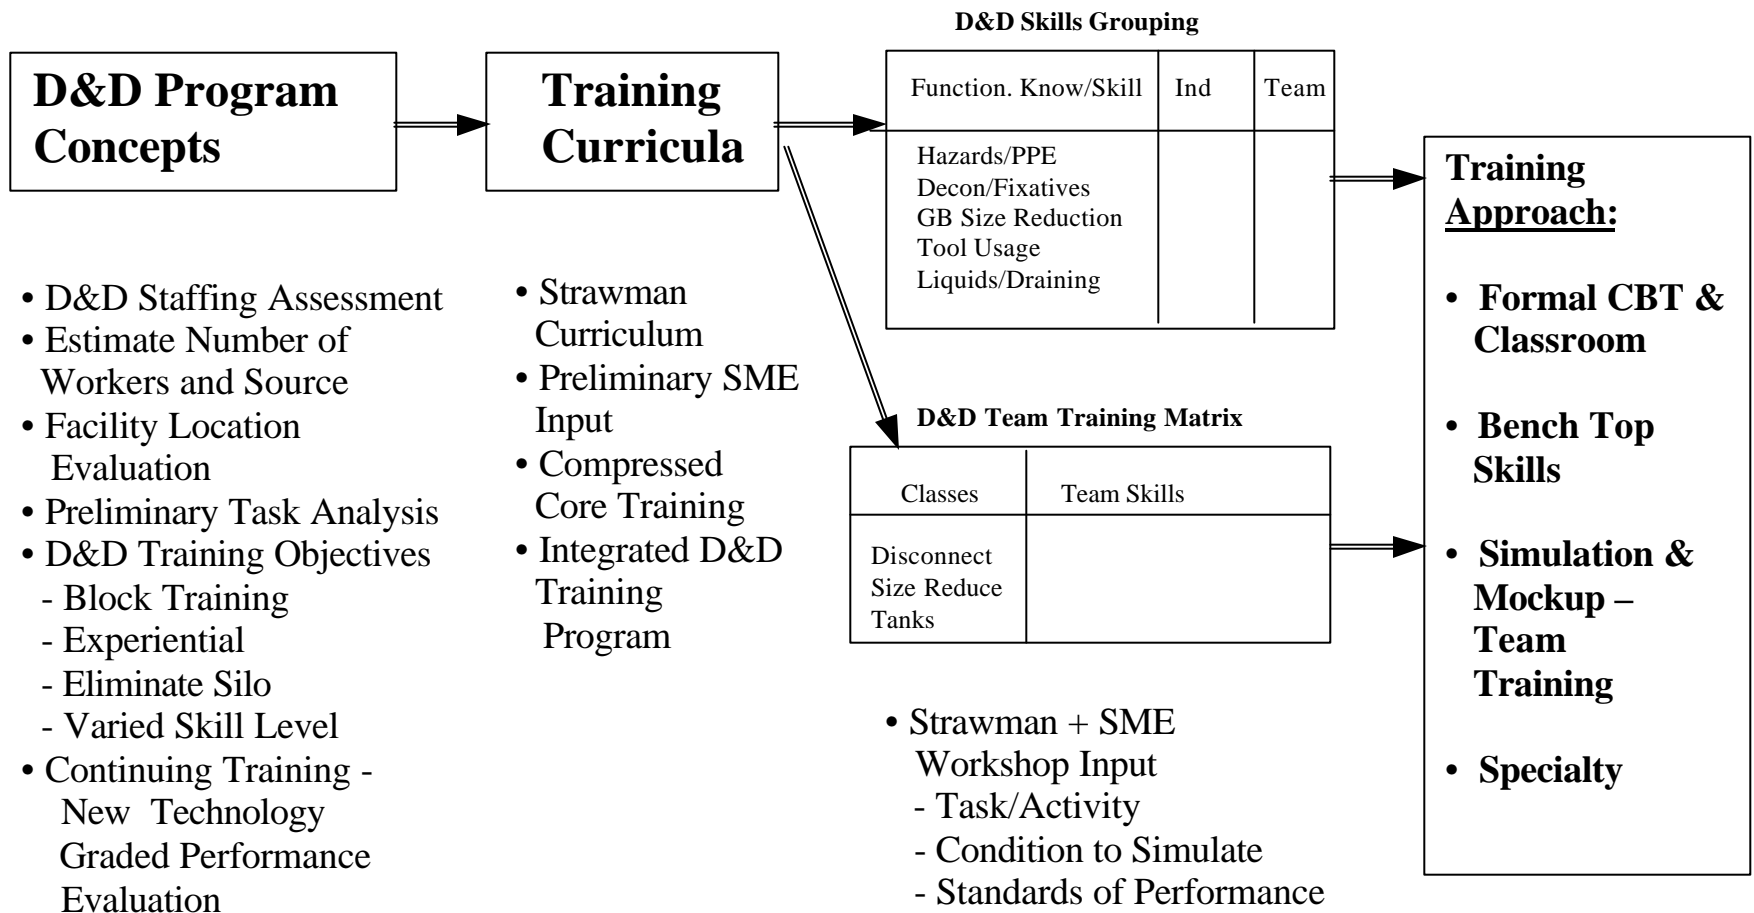 D&D Program
Concepts
• D&D Staffing Assessment
• Estimate Number of
Workers and Source
• Facility Location
Evaluation
• Preliminary Task Analysis
• D&D Training Objectives
- Block Training
- Experiential
- Eliminate Silo
- Varied Skill Level
• Continuing Training -
New Technology
Graded Performance
Evaluation
Training
Curricula
• Strawman
Curriculum
• Preliminary SME
Input
• Compressed
Core Training
• Integrated D&D
Training
Program
D&D Skills Grouping
Function. Know/Skill Ind Team
Hazards/PPE
Decon/Fixatives
GB Size Reduction
Tool Usage
Liquids/Draining
D&D Team Training Matrix
Classes Team Skills
Disconnect
Size Reduce
Tanks
• Strawman + SME
Workshop Input
- Task/Activity
- Condition to Simulate
- Standards of Performance
Training
Approach:
• Formal CBT &
Classroom
• Bench Top
Skills
• Simulation &
Mockup –
Team
Training
• Specialty